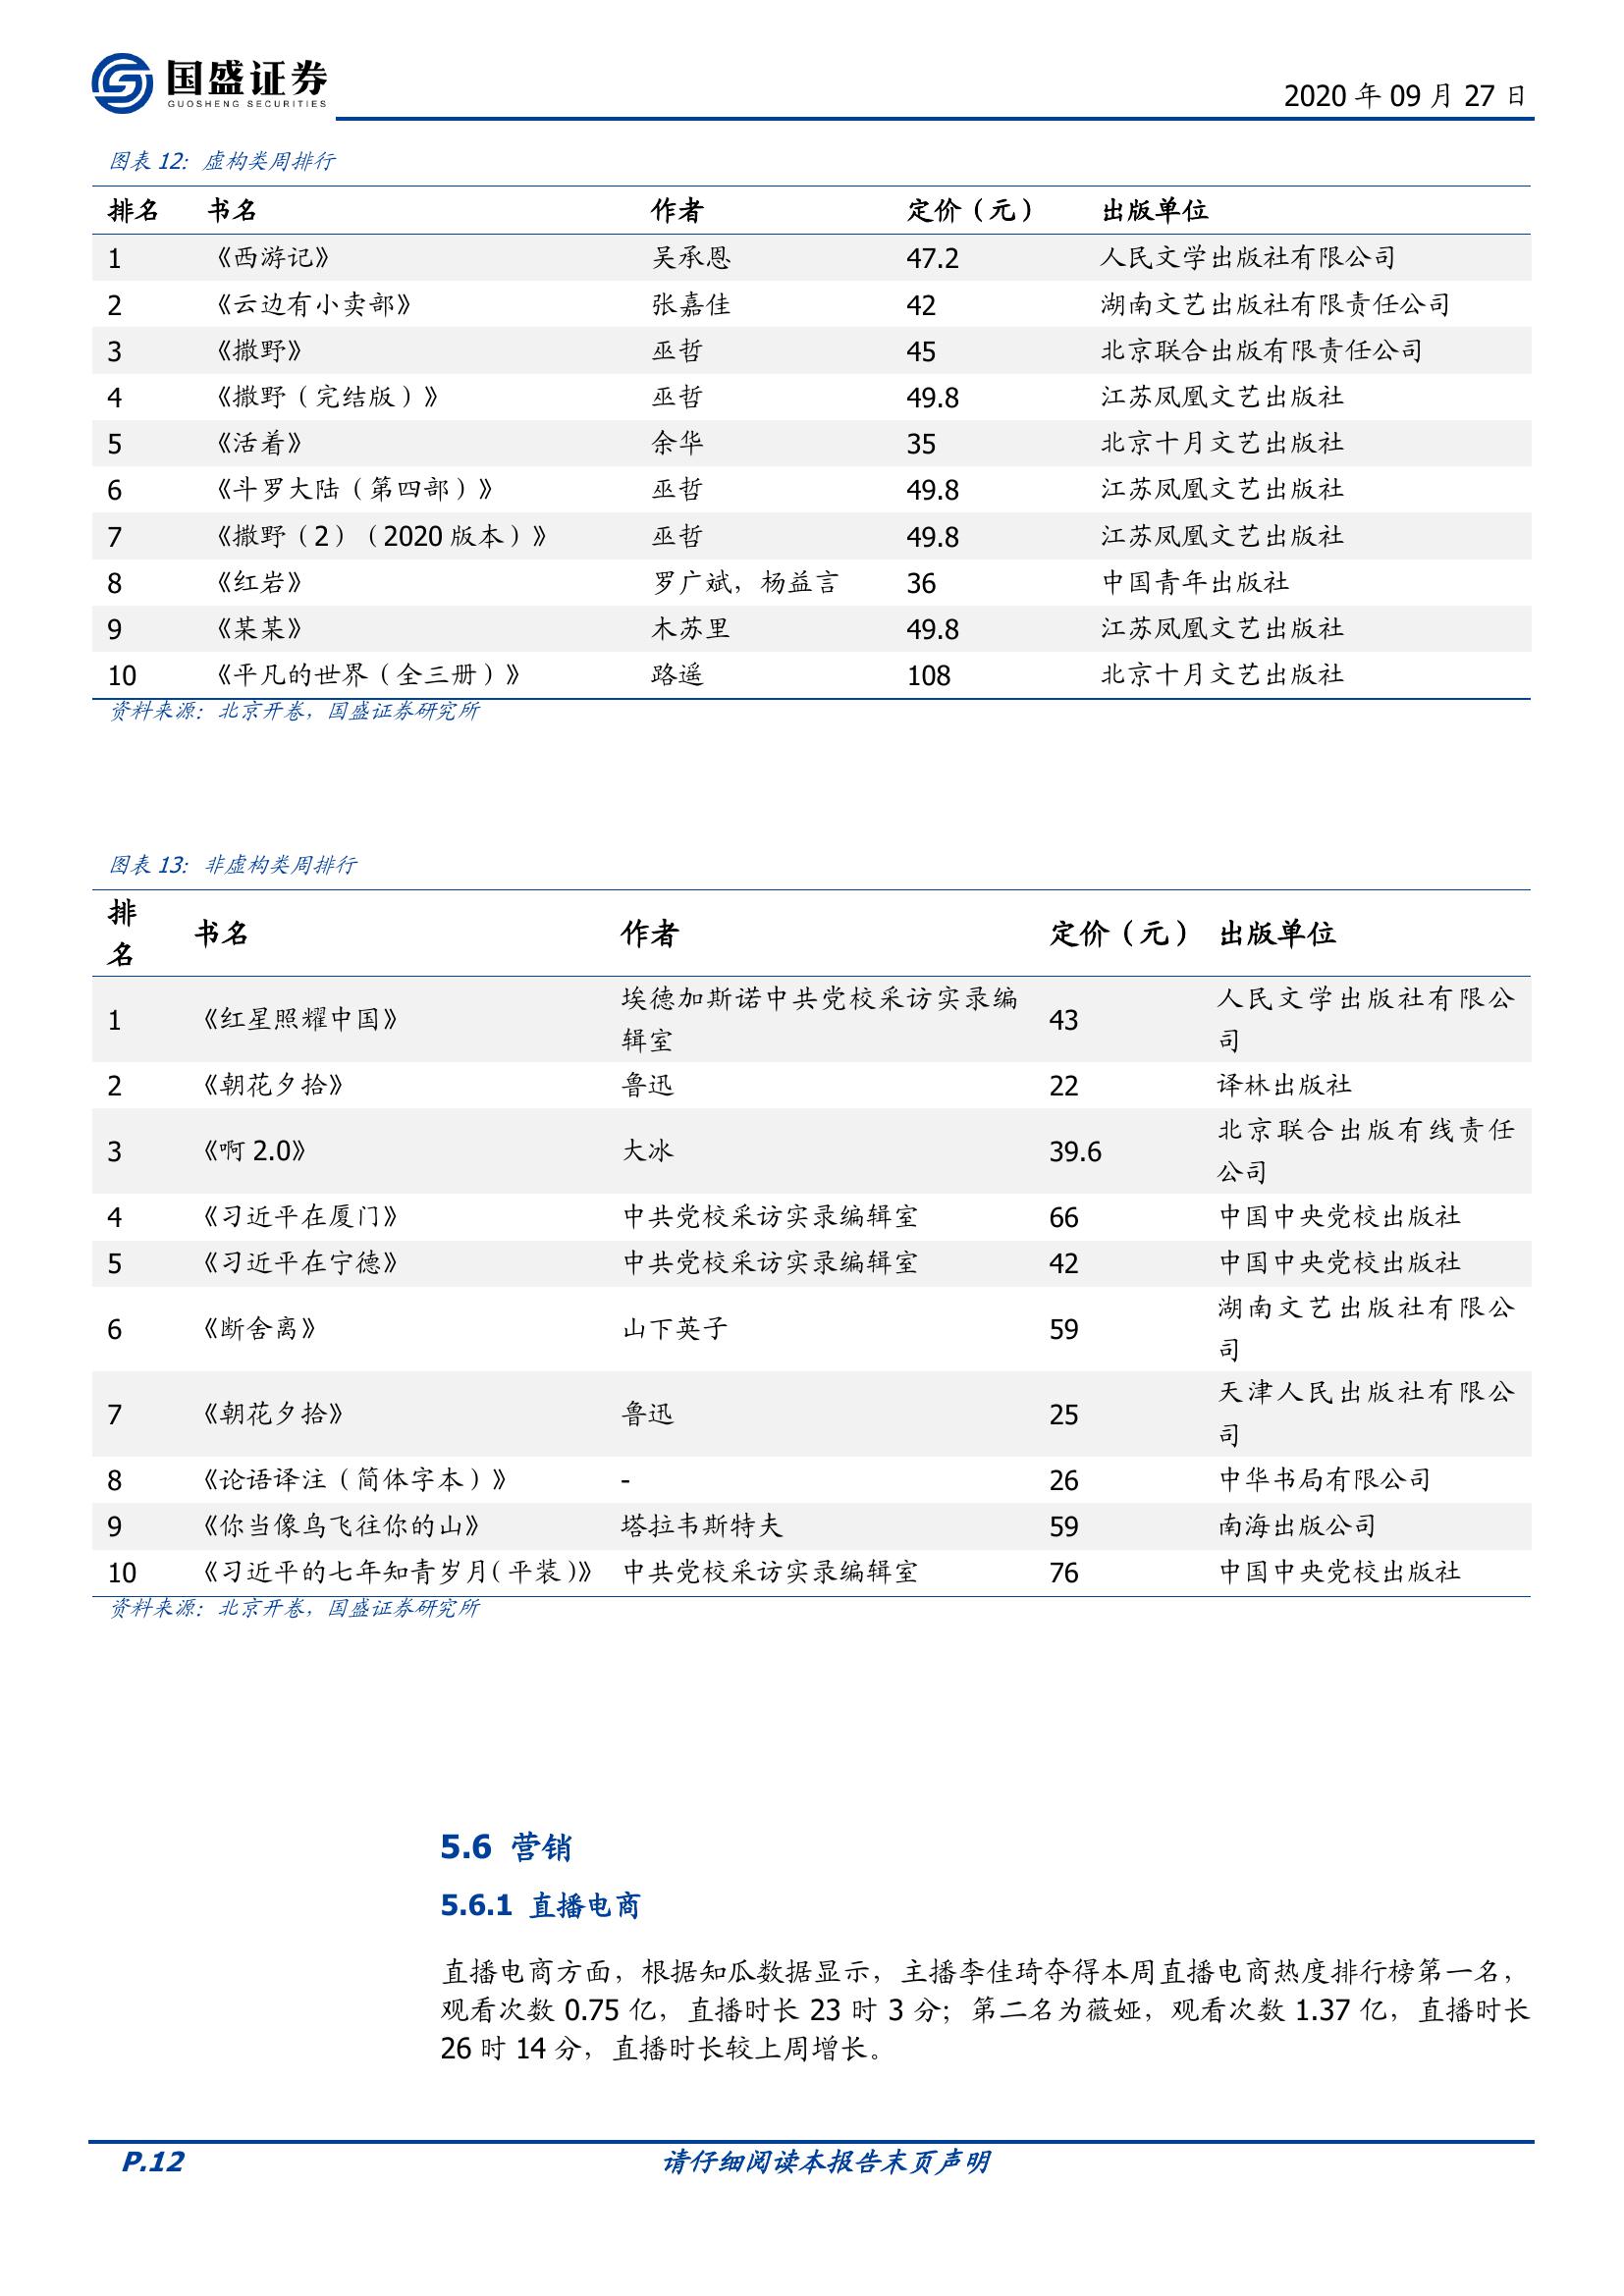 国盛证券
GUOSHENG SECURITIES
2020 年 09 月 27 日
图表 12：虚构类周排行
排名 书名 作者 定价（元） 出版单位
1 《西游记》 吴承恩 47.2 人民文学出版社有限公司
2 《云边有小卖部》 张嘉佳 42 湖南文艺出版社有限责任公司
3 《撒野》 巫哲 45 北京联合出版有限责任公司
4 《撒野（完结版）》 巫哲 49.8 江苏凤凰文艺出版社
5 《活着》 余华 35 北京十月文艺出版社
6 《斗罗大陆（第四部）》 巫哲 49.8 江苏凤凰文艺出版社
7 《撒野（2）（2020 版本）》 巫哲 49.8 江苏凤凰文艺出版社
8 《红岩》 罗广斌，杨益言 36 中国青年出版社
9 《某某》 木苏里 49.8 江苏凤凰文艺出版社
10 《平凡的世界（全三册）》 路遥 108 北京十月文艺出版社
资料来源：北京开卷，国盛证券研究所
图表 13：非虚构类周排行
排
名 书名 作者 定价（元） 出版单位
1 《红星照耀中国》 埃德加斯诺中共党校采访实录编
辑室 43 人民文学出版社有限公
司
2 《朝花夕拾》 鲁迅 22 译林出版社
3 《啊 2.0》 大冰 39.6 北京联合出版有线责任
公司
4 《习近平在厦门》 中共党校采访实录编辑室 66 中国中央党校出版社
5 《习近平在宁德》 中共党校采访实录编辑室 42 中国中央党校出版社
6 《断舍离》 山下英子 59 湖南文艺出版社有限公
司
7 《朝花夕拾》 鲁迅 25 天津人民出版社有限公
司
8 《论语译注（简体字本）》 - 26 中华书局有限公司
9 《你当像鸟飞往你的山》 塔拉韦斯特夫 59 南海出版公司
10 《习近平的七年知青岁月(平装)》 中共党校采访实录编辑室 76 中国中央党校出版社
资料来源：北京开卷，国盛证券研究所
5.6 营销
5.6.1 直播电商
直播电商方面，根据知瓜数据显示，主播李佳琦夺得本周直播电商热度排行榜第一名，
观看次数 0.75 亿，直播时长 23 时 3 分；第二名为薇娅，观看次数 1.37 亿，直播时长
26 时 14 分，直播时长较上周增长。
P.12 请仔细阅读本报告末页声明